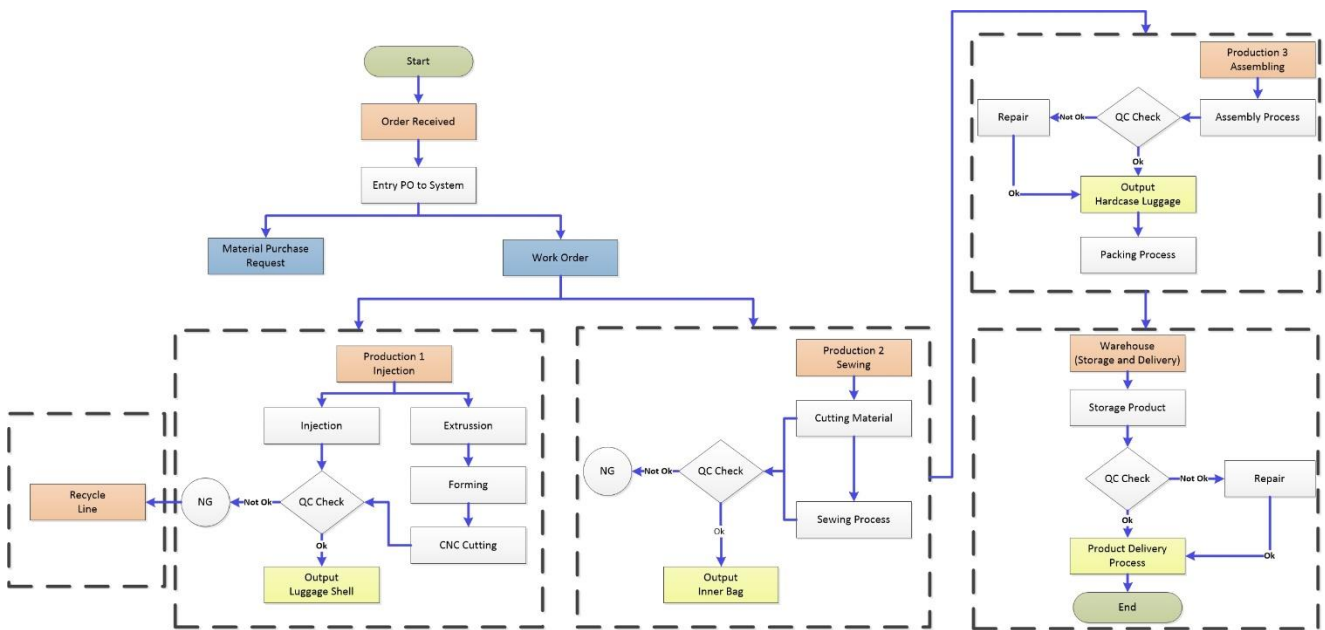 Start
Order Received
Entry PO to System
Material Purchase
Request
Work Order
Production 1
Injection
Injection
Extrussion
Forming
CNC Cutting
QC Check
Not Ok
NG
Recycle
Line
Ok
Output
Luggage Shell
Production 2
Sewing
Cutting Material
Sewing Process
QC Check
Not Ok
NG
Ok
Output
Inner Bag
Production 3
Assembling
Assembly Process
QC Check
Not Ok
Repair
Ok
Ok
Output
Hardcase Luggage
Packing Process
Warehouse
(Storage and Delivery)
Storage Product
QC Check
Not Ok
Repair
Ok
Ok
Product Delivery
Process
End